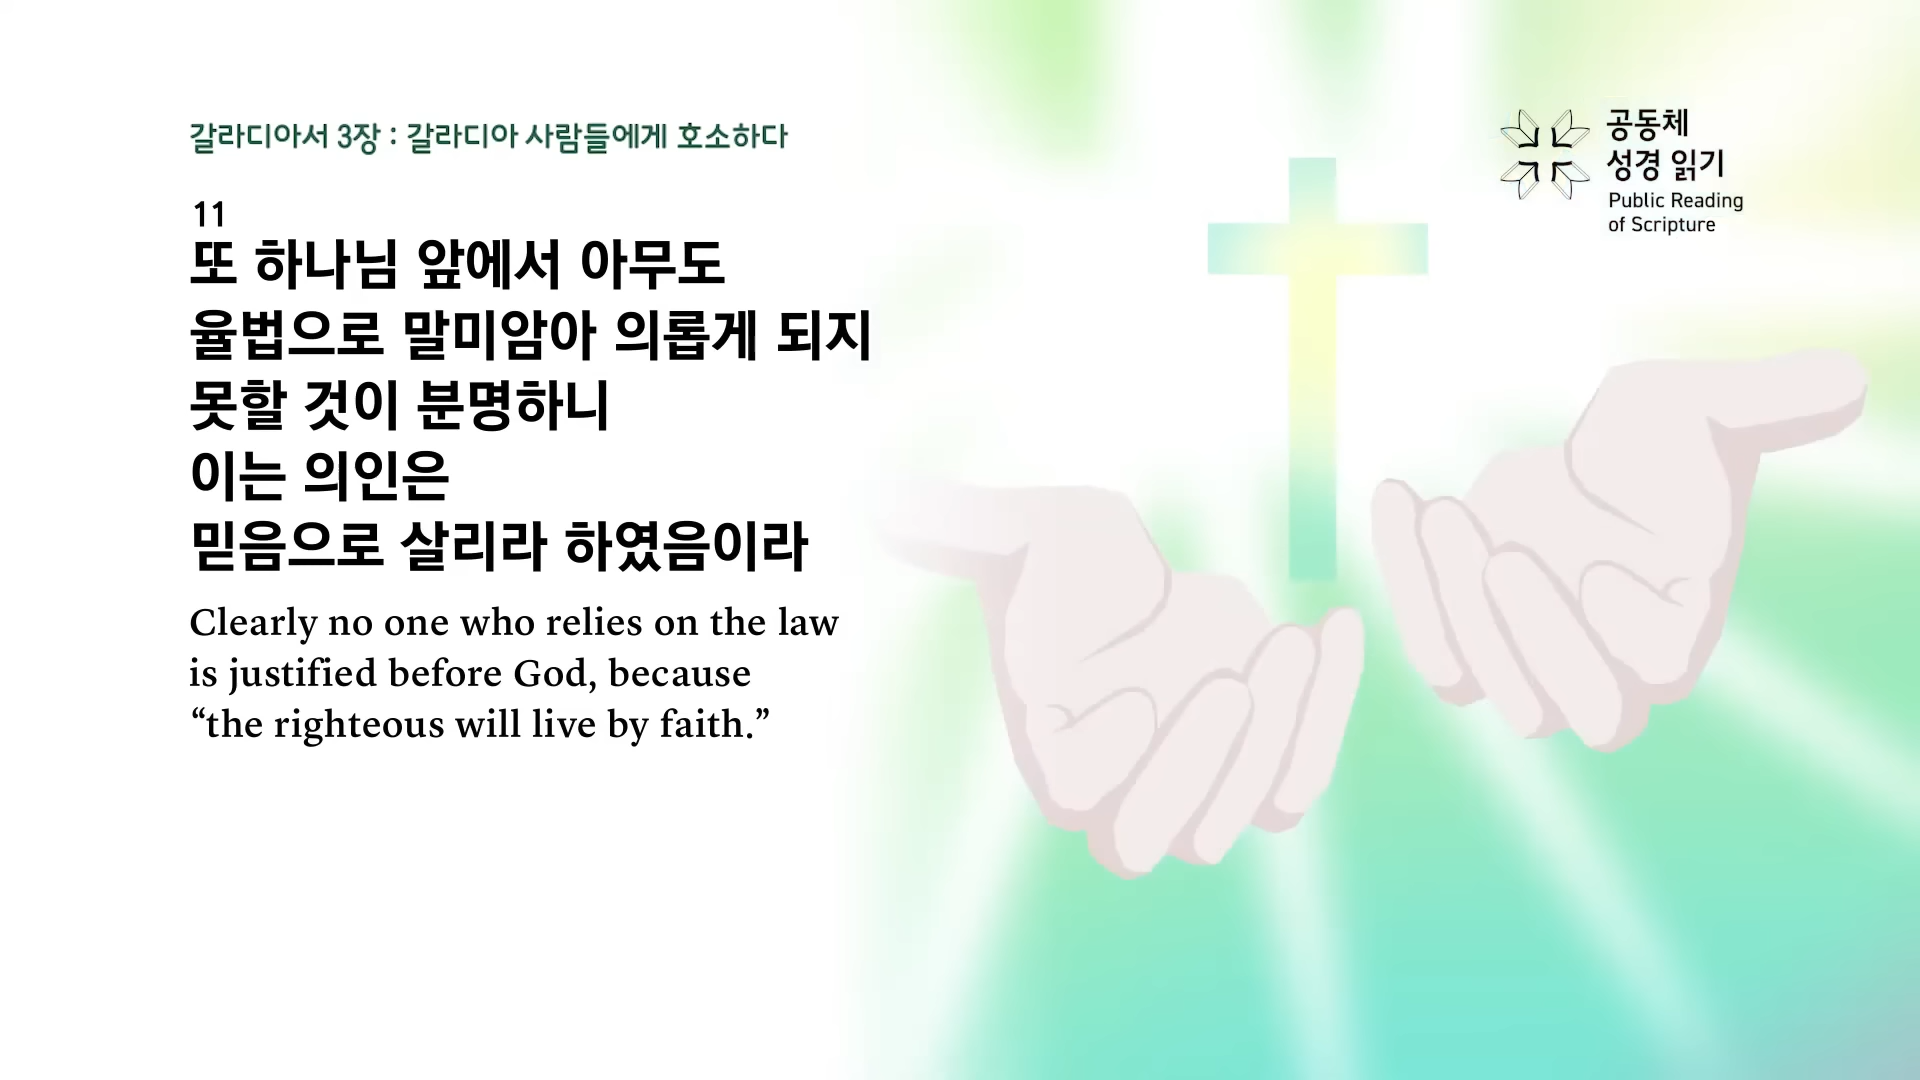 갈라디아서 3장 : 갈라디아 사람들에게 호소하다
11
또 하나님 앞에서 아무도
율법으로 말미암아 의롭게 되지
못할 것이 분명하니
이는 의인은
믿음으로 살리라 하였음이라
Clearly no one who relies on the law
is justified before God, because
“the righteous will live by faith.”
공동체
성경 읽기
Public Reading
of Scripture